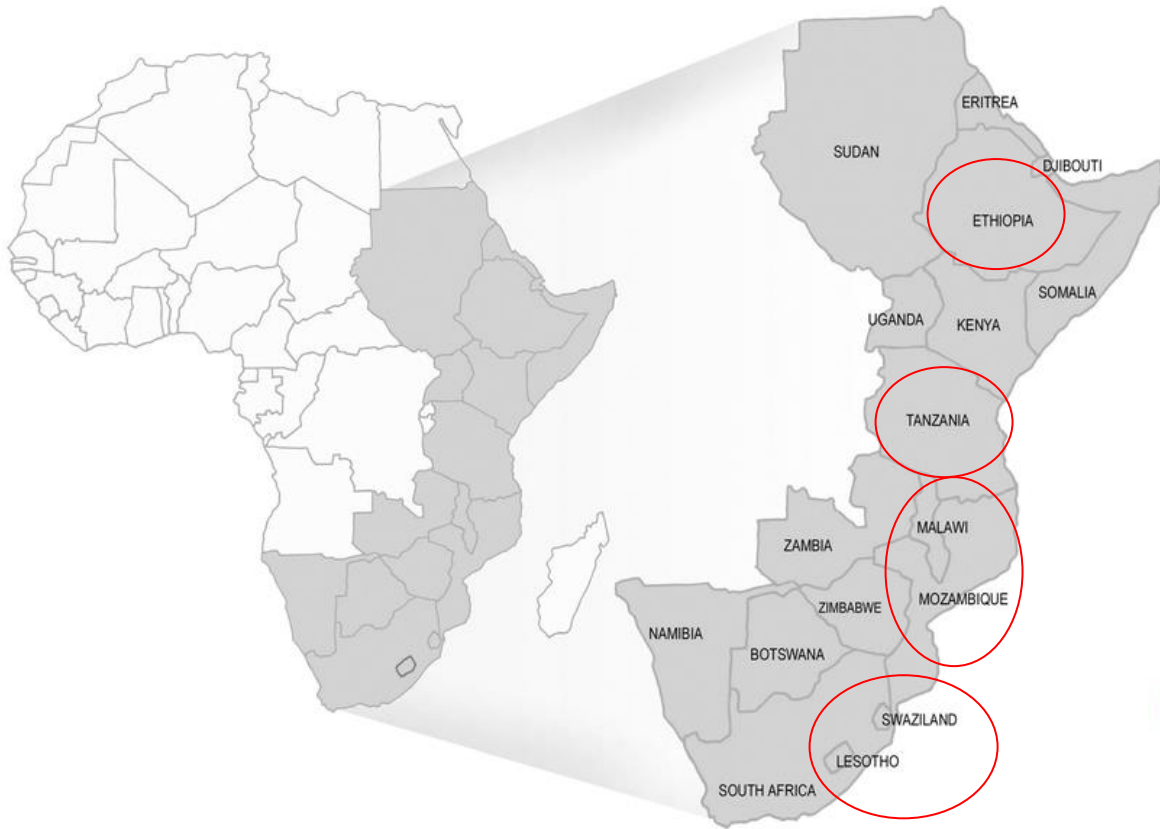 ERITREA
SUDAN
DJIBOUTI
ETHIOPIA
SOMALIA
UGANDA
KENYA
TANZANIA
MALAWI
ZAMBIA
MOZAMBIQUE
ZIMBABWE
NAMIBIA
BOTSWANA
SWAZILAND
LESOTHO
SOUTH AFRICA